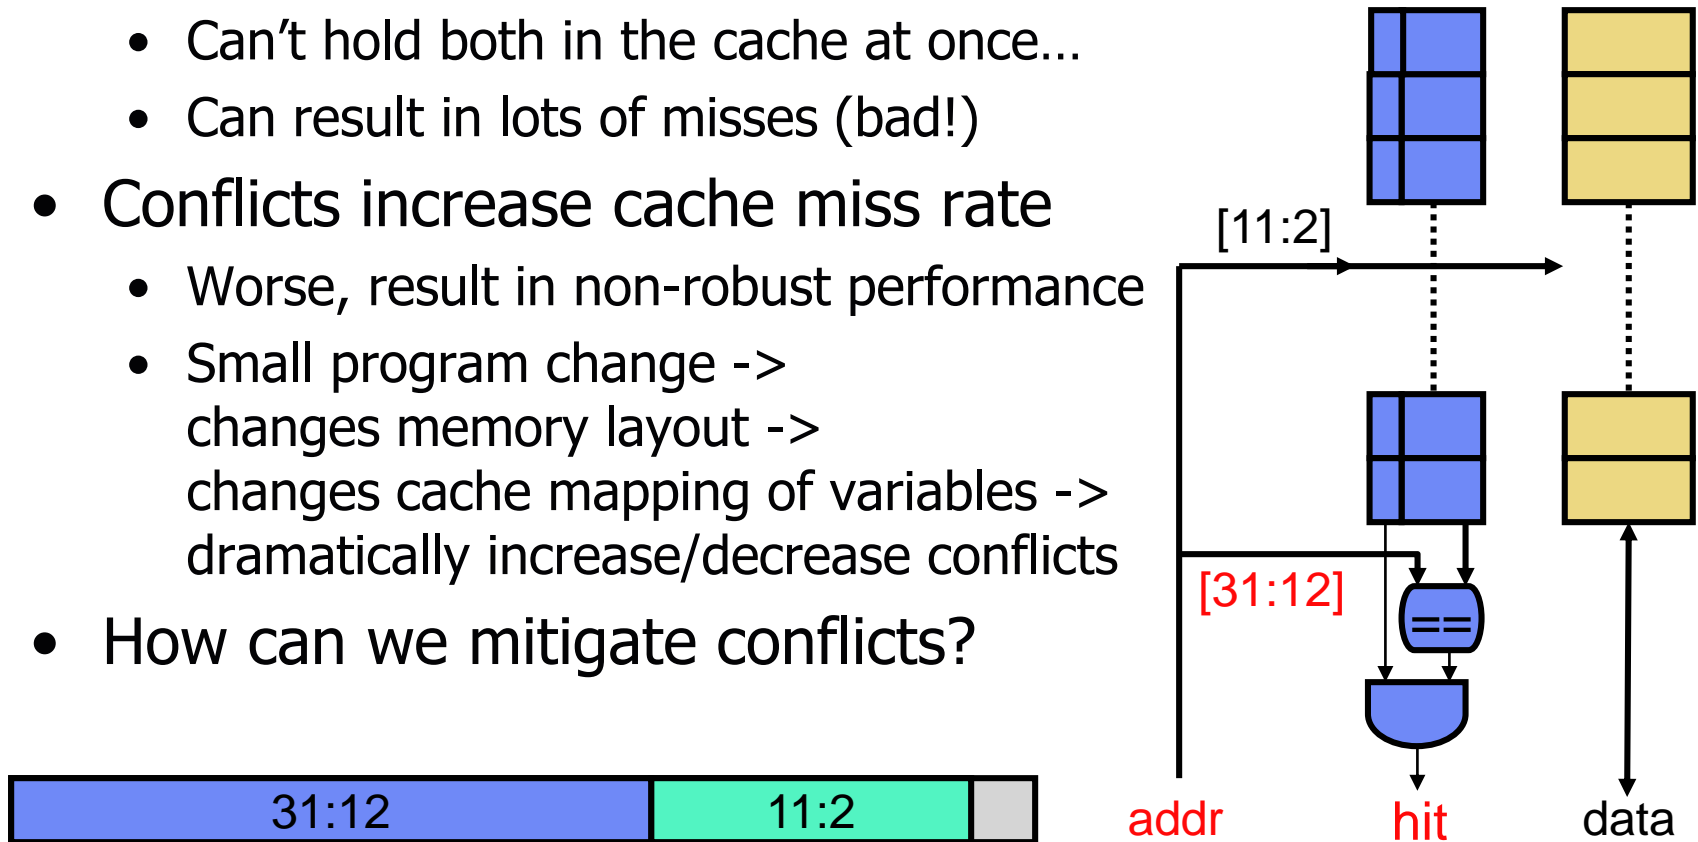 • Can’t hold both in the cache at once…
• Can result in lots of misses (bad!)
• Conflicts increase cache miss rate
• Worse, result in non-robust performance
• Small program change ->
changes memory layout ->
changes cache mapping of variables ->
dramatically increase/decrease conflicts
• How can we mitigate conflicts?
31:12
11:2
[11:2]
[31:12]
==
addr
hit
data